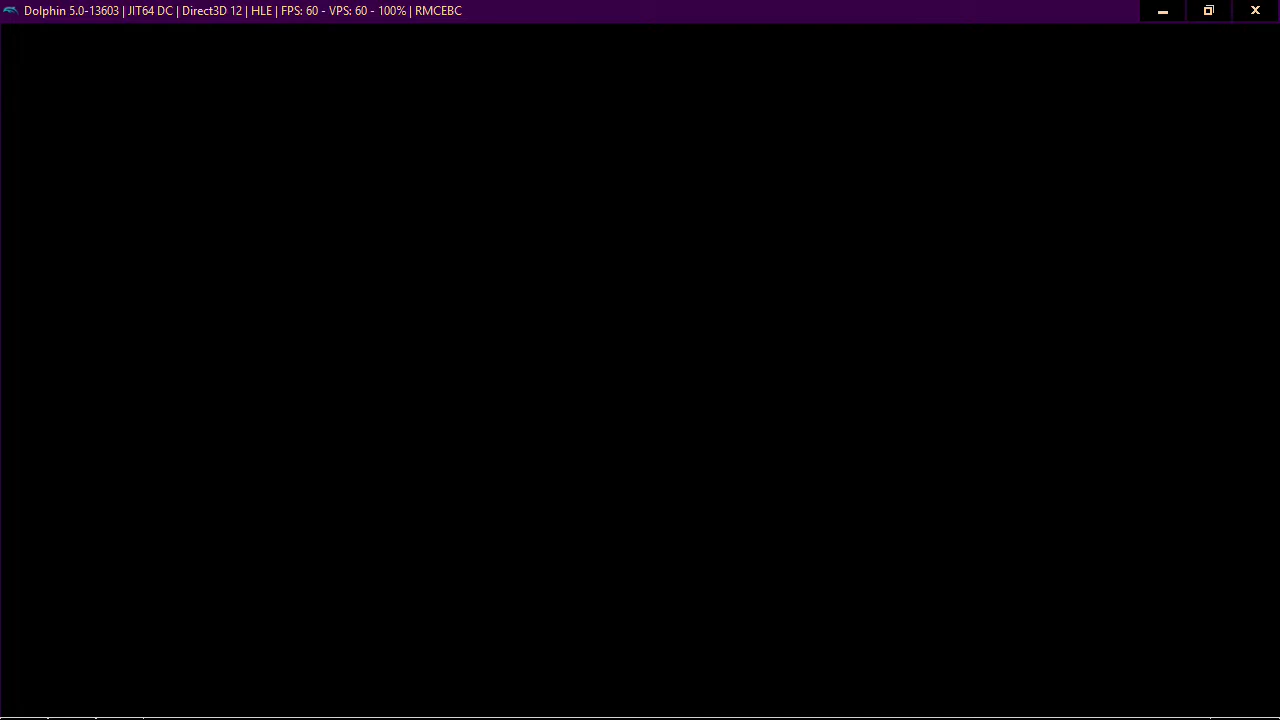 Dolphin 5.0-13603 | JIT64 DC | Direct3D 12 | HLE | FPS: 60 - VPS: 60 - 100% | RMCEBC